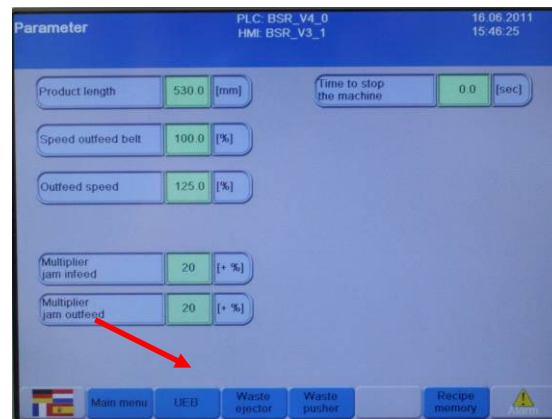 Parameter
PLC: BSR_V4_0
HMI: BSR_V3_1
16.06.2011
15:46:25
Product length 530.0 [mm]
Time to stop
the machine 0.0 [sec]
Speed outfeed belt 100.0 [%]
Outfeed speed 125.0 [%]
Multiplier
jam infeed 20 [+ %]
Multiplier
jam outfeed 20 [+ %]
Main menu
UEB
Waste
ejector
Waste
pusher
Recipe
memory
Alarm